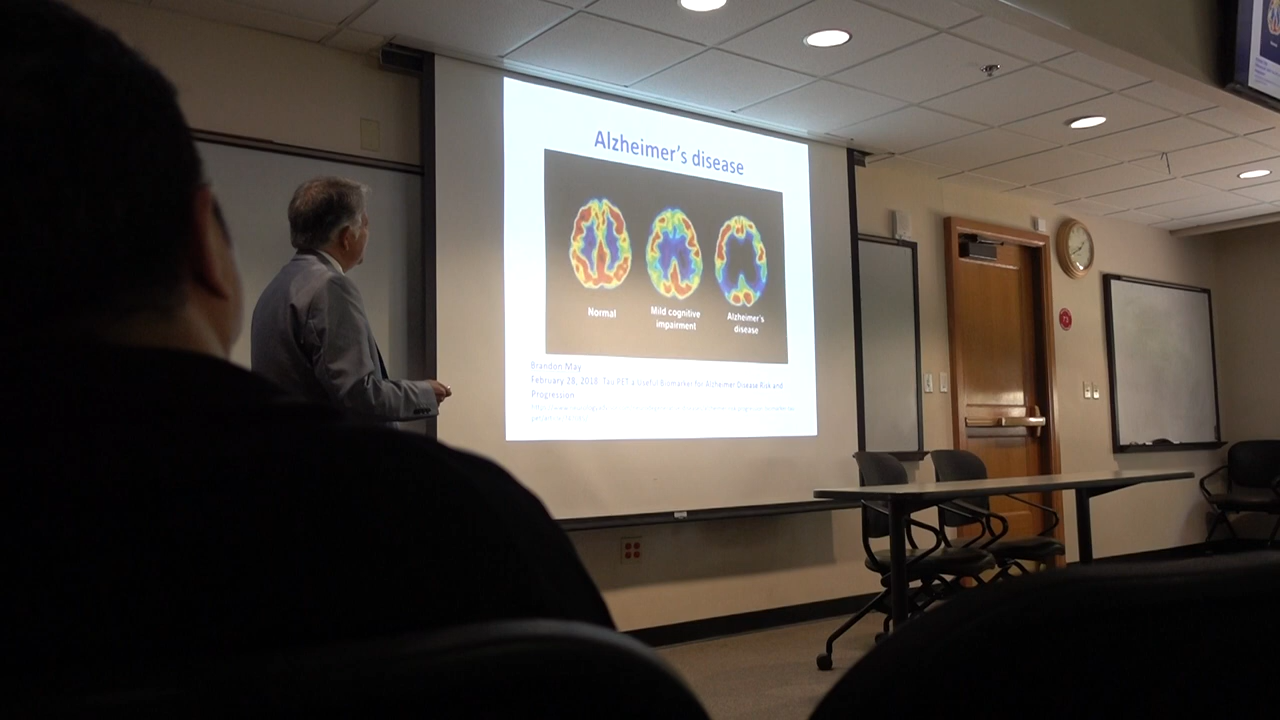 Alzheimer's disease
Normal
Mild cognitive
impairment
Alzheimer's
disease
Brandon May
February 28, 2018. Tau PET a Useful Biomarker for Alzheimer Disease Risk and
Progression